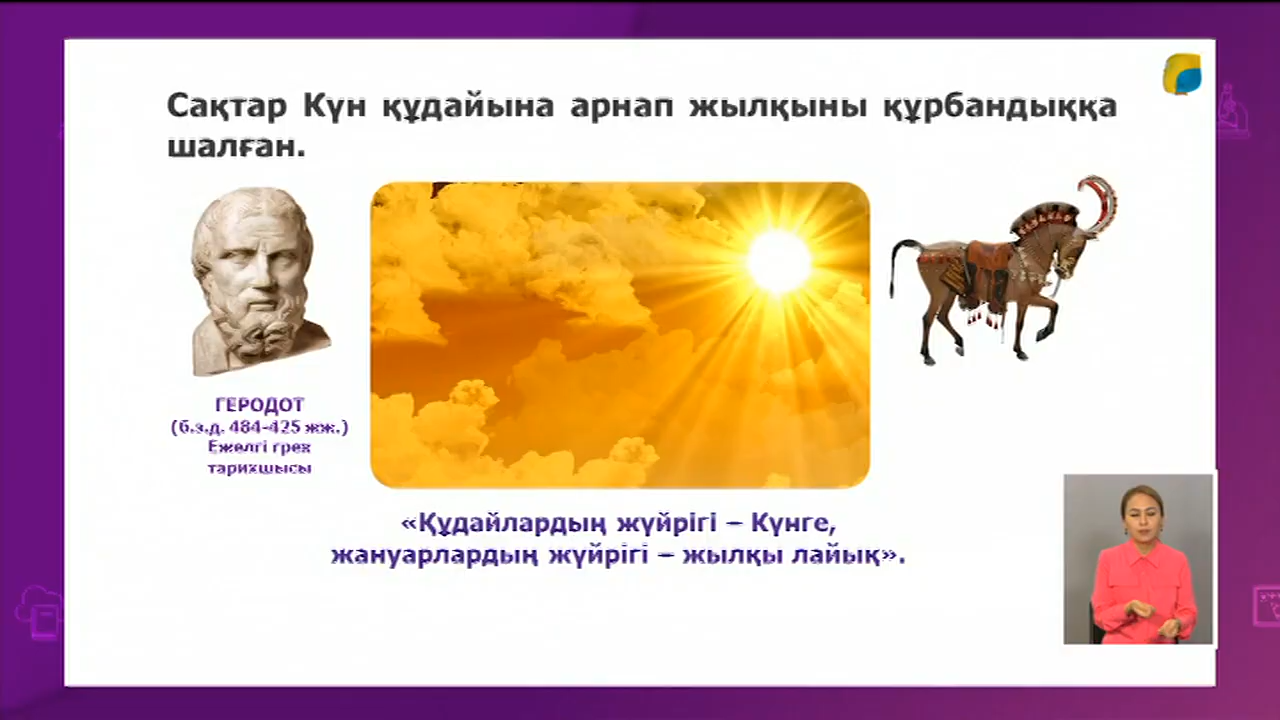 Сақтар Күн құдайына арнап жылқыны құрбандыққа
шалған.
ГЕРОДОТ
(б.з.д. 484-425 жж.)
Ежелгі грек
тарихшысы
«Құдайлардың жүйрігі – Күнге,
жануарлардың жүйрігі – жылқы лайық».